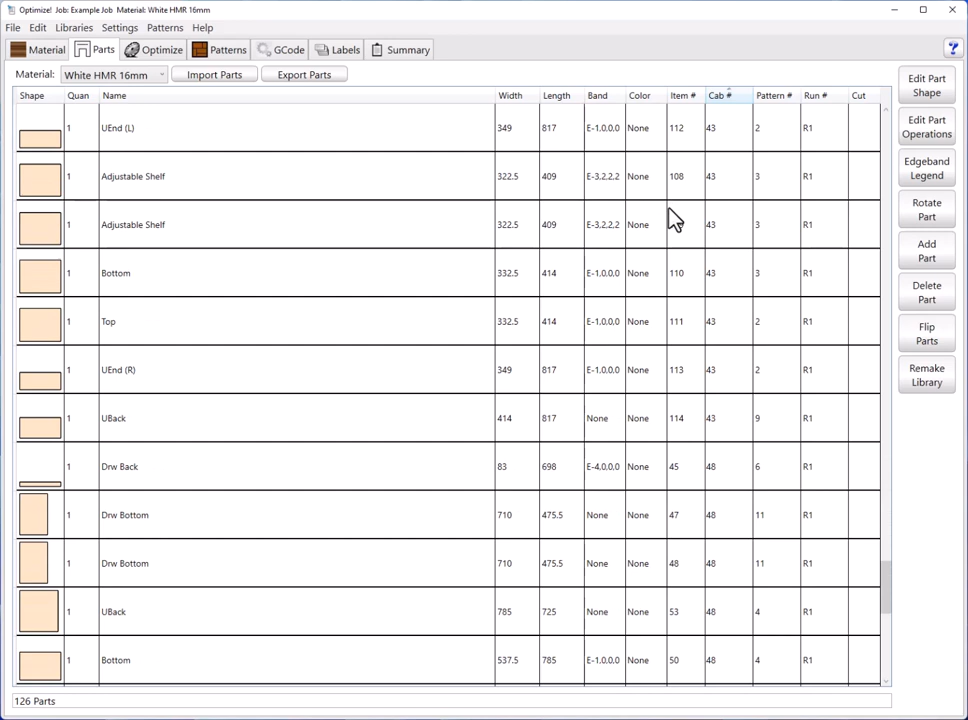 Optimize! Job: Example Job Material: White HMR 16mm
File Edit Libraries Settings Patterns Help
Material Parts Optimize Patterns GCode Labels Summary ?
Material: White HMR 16mm Import Parts Export Parts
Shape Quan Name Width Length Band Color Item # Cab # Pattern # Run # Cut
1 UEnd (L) 349 817 E-1,0,0,0 None 112 43 2 R1
1 Adjustable Shelf 322.5 409 E-3,2,2,2 None 108 43 3 R1
1 Adjustable Shelf 322.5 409 E-3,2,2,2 None 43 3 R1
1 Bottom 332.5 414 E-1,0,0,0 None 110 43 3 R1
1 Top 332.5 414 E-1,0,0,0 None 111 43 2 R1
1 UEnd (R) 349 817 E-1,0,0,0 None 113 43 2 R1
1 UBack 414 817 None None 114 43 9 R1
1 Drw Back 83 698 E-4,0,0,0 None 45 48 6 R1
1 Drw Bottom 710 475.5 None None 47 48 11 R1
1 Drw Bottom 710 475.5 None None 48 48 11 R1
1 UBack 785 725 None None 53 48 4 R1
1 Bottom 537.5 785 E-1,0,0,0 None 50 48 4 R1
126 Parts
Edit Part
Shape
Edit Part
Operations
Edgeband
Legend
Rotate
Part
Add
Part
Delete
Part
Flip
Parts
Remake
Library